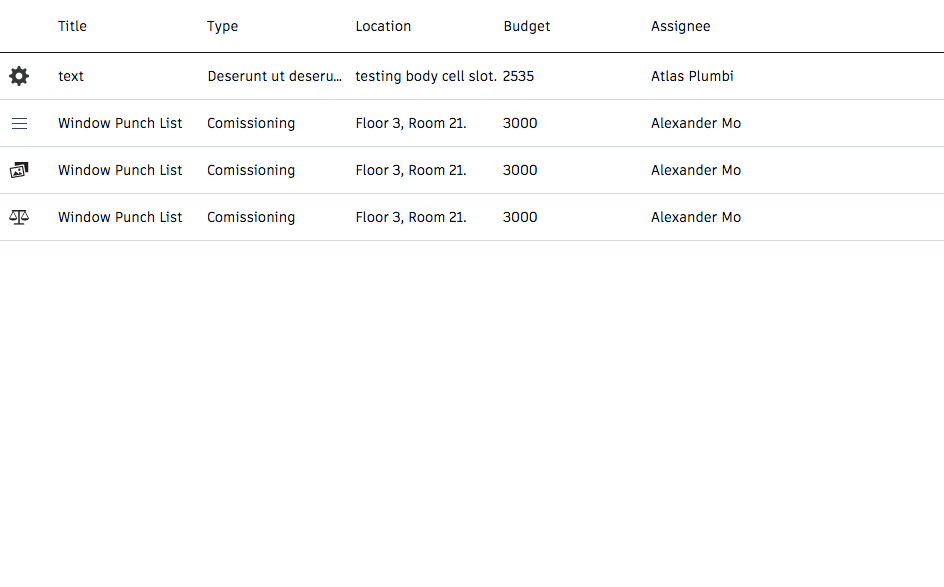 Title Type Location Budget Assignee
text Deserunt ut deseru... testing body cell slot. 2535 Atlas Plumbi
Window Punch List Comissioning Floor 3, Room 21. 3000 Alexander Mo
Window Punch List Comissioning Floor 3, Room 21. 3000 Alexander Mo
Window Punch List Comissioning Floor 3, Room 21. 3000 Alexander Mo